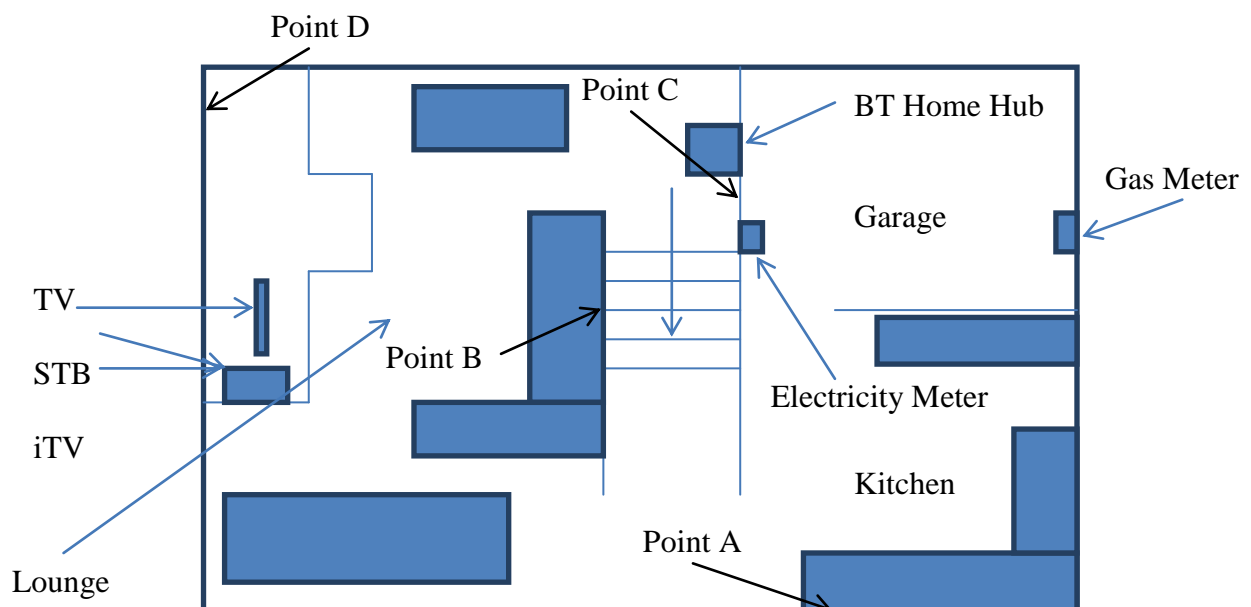 Point D
Point C
BT Home Hub
Gas Meter
Garage
TV
Point B
STB
Electricity Meter
iTV
Kitchen
Point A
Lounge